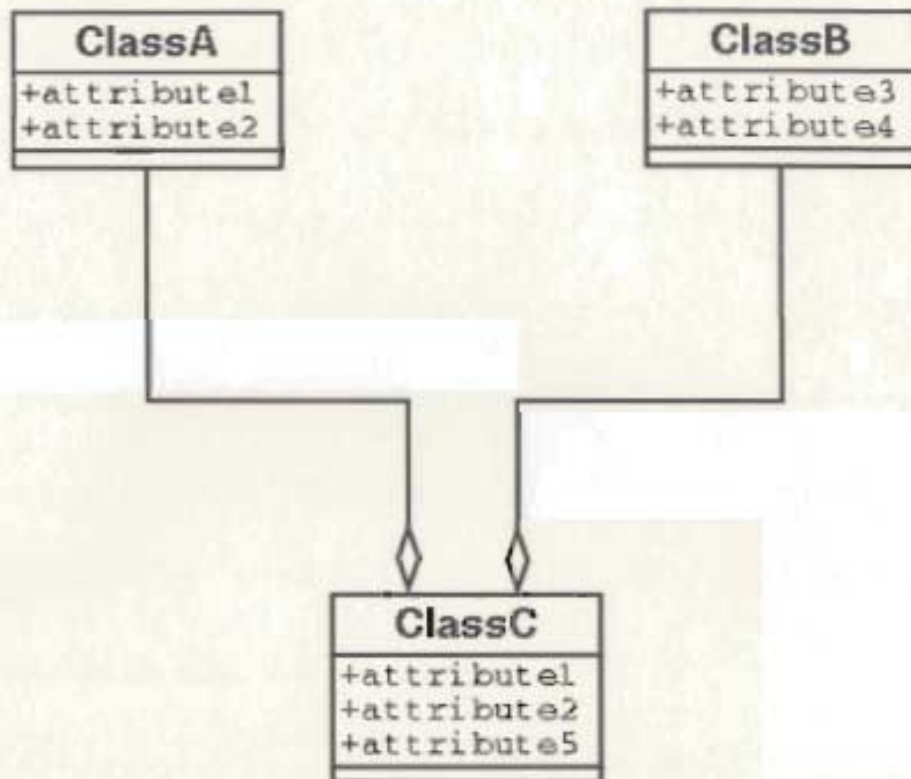 ClassA
+attribute1
+attribute2
ClassB
+attribute3
+attribute4
ClassC
+attribute1
+attribute2
+attribute5